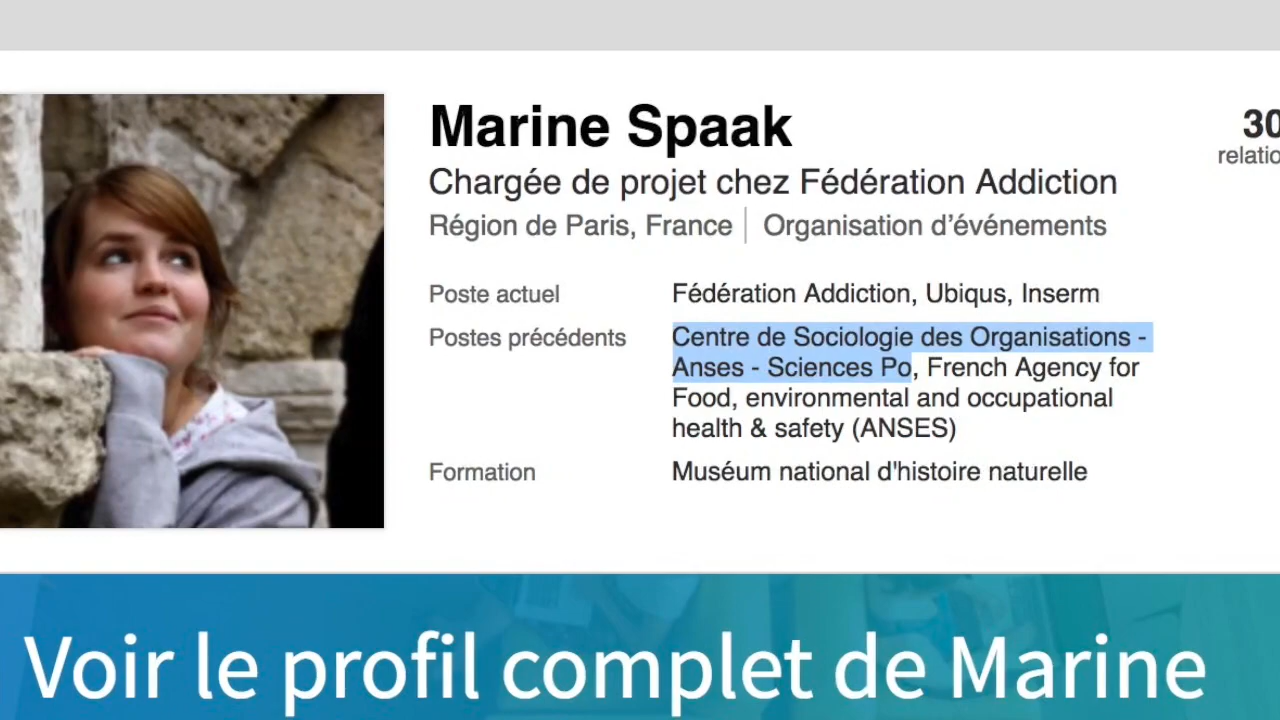 Marine Spaak
30
Chargée de projet chez Fédération Addiction
Région de Paris, France | Organisation d'événements
Poste actuel Fédération Addiction, Ubiqus, Inserm
Postes précédents Centre de Sociologie des Organisations -
Anses - Sciences Po, French Agency for
Food, environmental and occupational
health & safety (ANSES)
Formation Muséum national d'histoire naturelle
Voir le profil complet de Marine